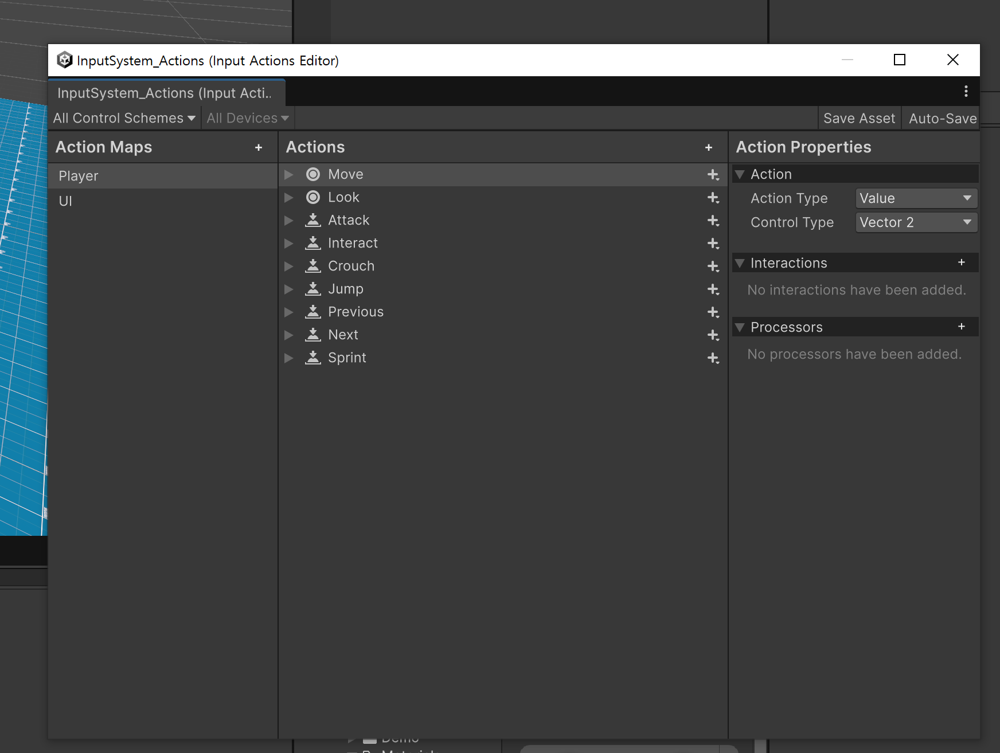 InputSystem_Actions (Input Actions Editor)
InputSystem_Actions (Input Acti..
All Control Schemes All Devices Save Asset Auto-Save
Action Maps + Actions + Action Properties
Player
UI
Move
Look
Attack
Interact
Crouch
Jump
Previous
Next
Sprint
Action
Action Type Value
Control Type Vector 2
Interactions +
No interactions have been added.
Processors +
No processors have been added.
Demo